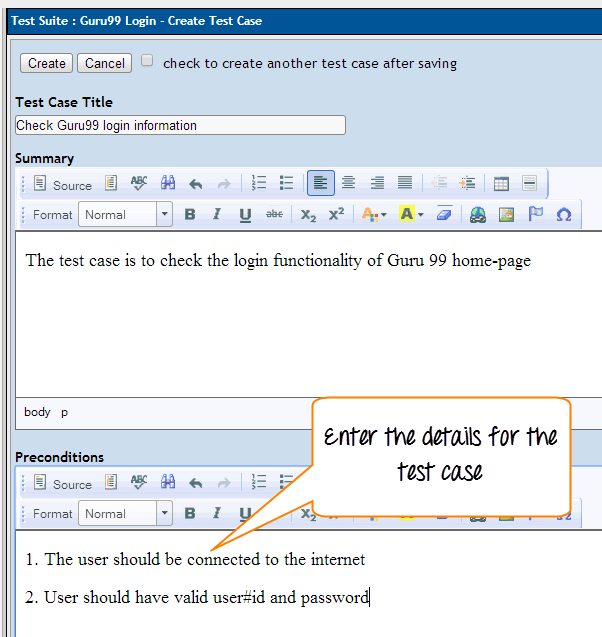 Test Suite : Guru99 Login - Create Test Case
Create Cancel check to create another test case after saving
Test Case Title
Check Guru99 login information
Summary
Source ABC
Format Normal B I U abc X2 X² A A Ω
The test case is to check the login functionality of Guru 99 home-page
body p
Enter the details for the
test case
Preconditions
Source ABC
Format Normal B I U X2
1. The user should be connected to the internet
2. User should have valid user#id and password